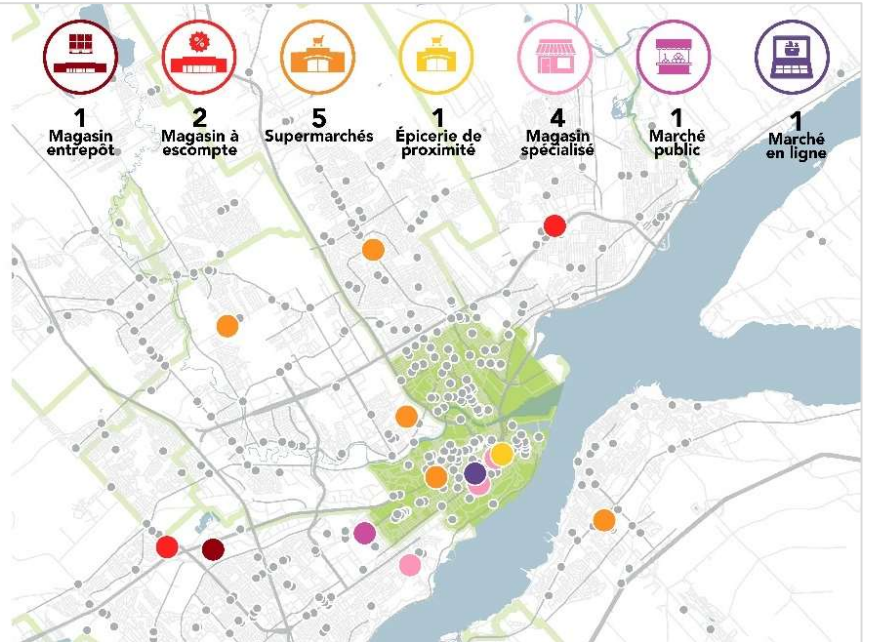 1
Magasin
entrepôt
2
Magasin à
escompte
5
Supermarchés
1
Épicerie de
proximité
4
Magasin
spécialisé
1
Marché
public
1
Marché
en ligne